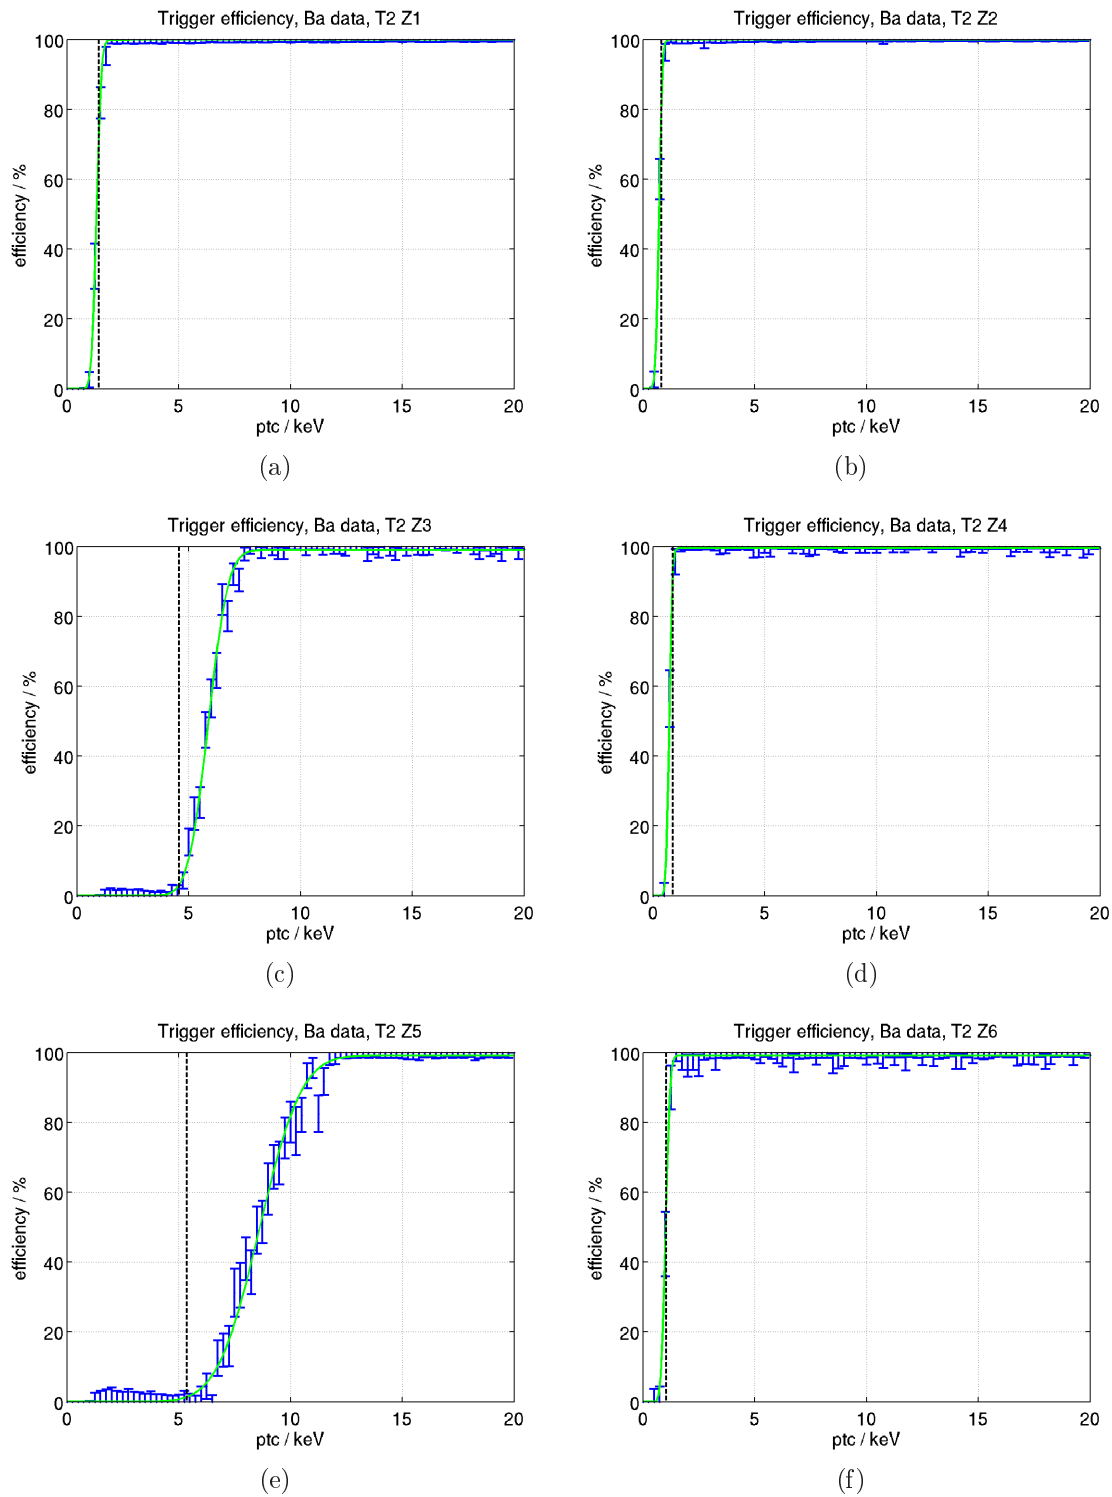 Trigger efficiency, Ba data, T2 Z1
100
80
60
40
20
0
efficiency / %
0 5 10 15 20
ptc / keV
(a)
Trigger efficiency, Ba data, T2 Z2
100
80
60
40
20
0
efficiency / %
0 5 10 15 20
ptc / keV
(b)
Trigger efficiency, Ba data, T2 Z3
100
80
60
40
20
0
efficiency / %
0 5 10 15 20
ptc / keV
(c)
Trigger efficiency, Ba data, T2 Z4
100
80
60
40
20
0
efficiency / %
0 5 10 15 20
ptc / keV
(d)
Trigger efficiency, Ba data, T2 Z5
100
80
60
40
20
0
efficiency / %
0 5 10 15 20
ptc / keV
(e)
Trigger efficiency, Ba data, T2 Z6
100
80
60
40
20
0
efficiency / %
0 5 10 15 20
ptc / keV
(f)